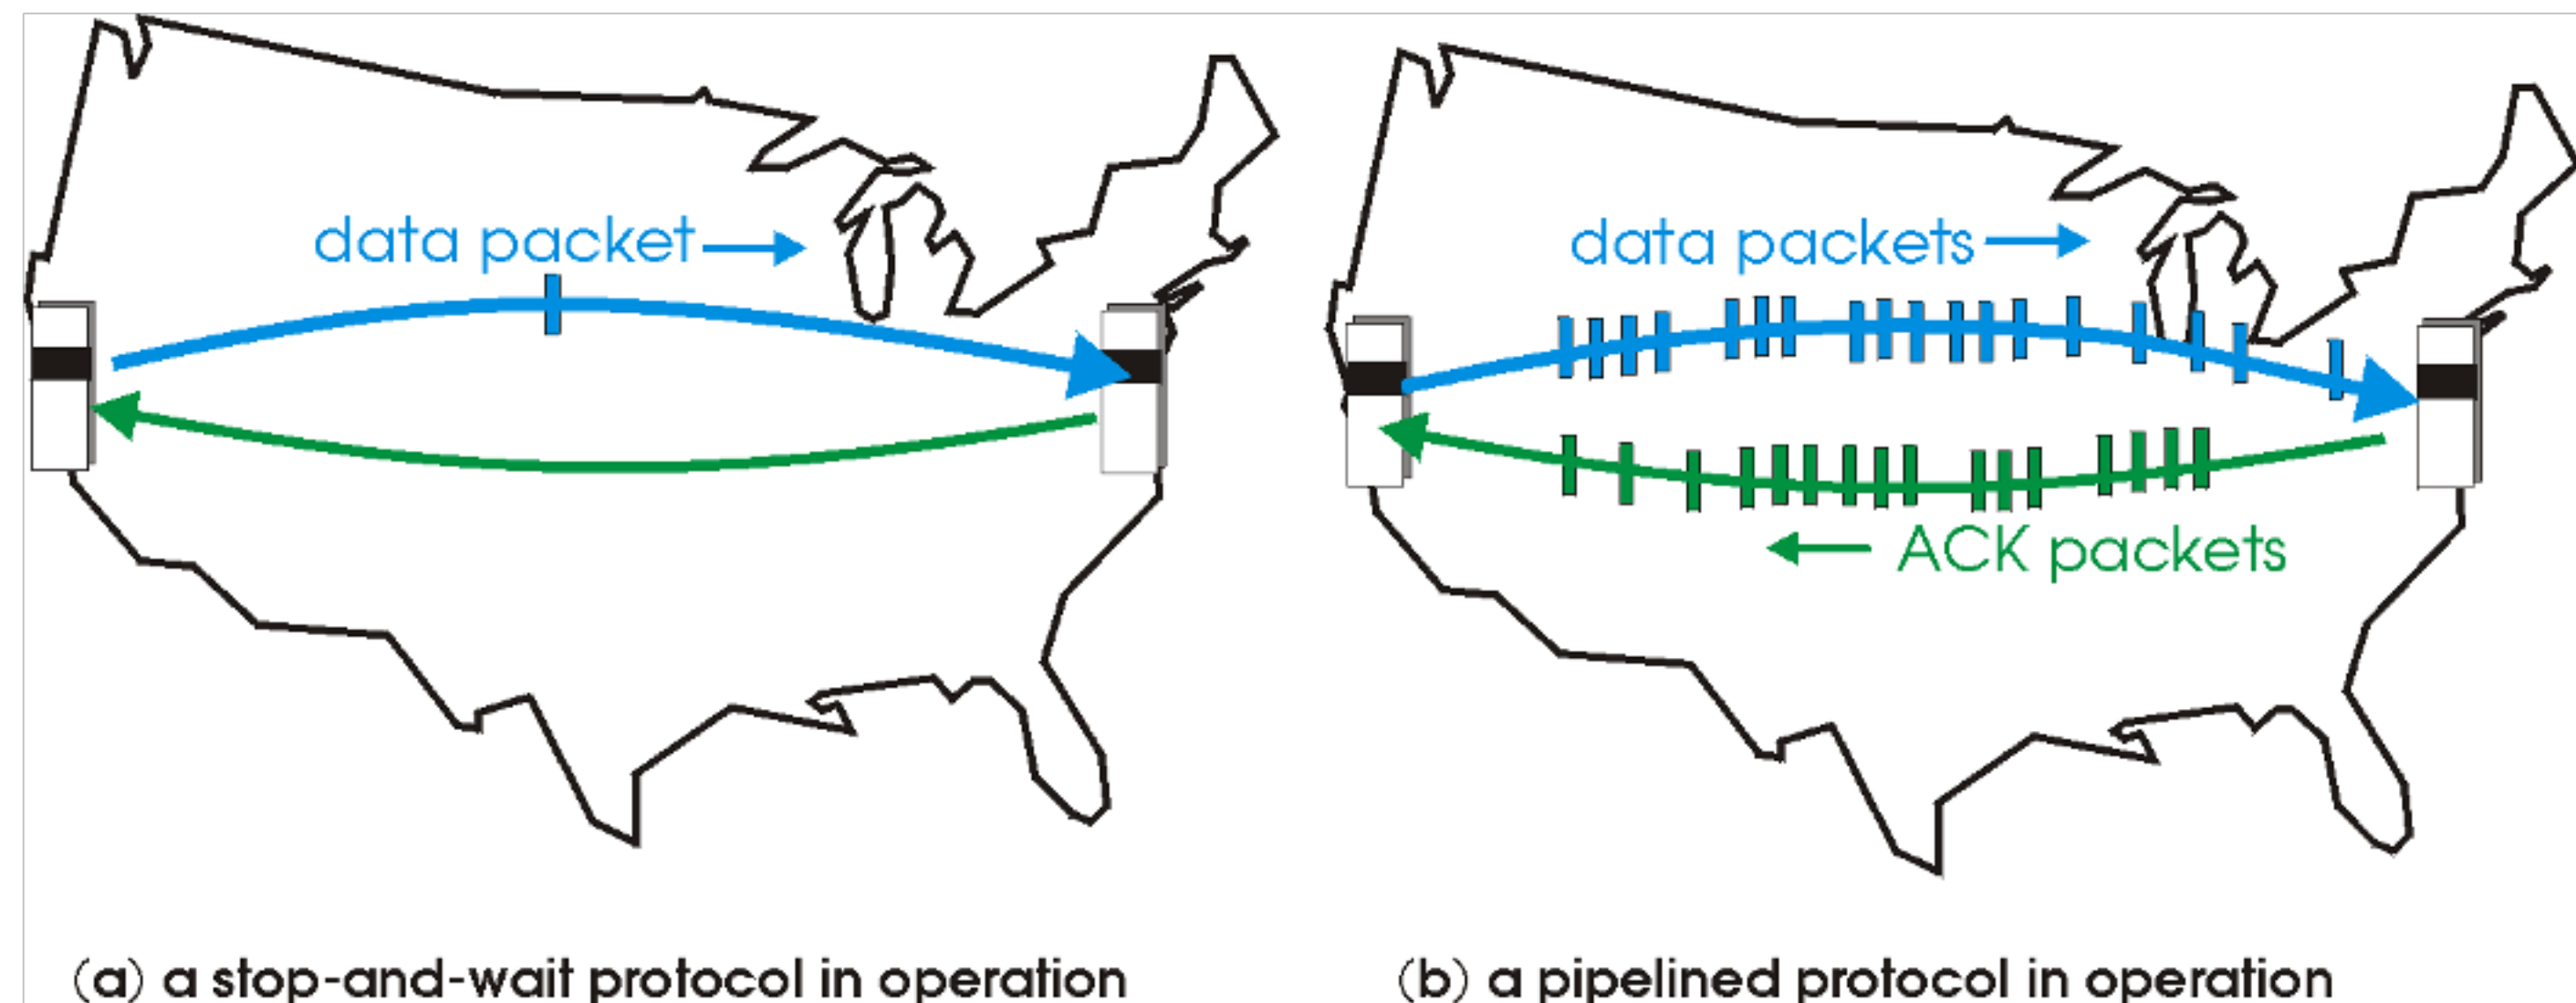 data packet
data packets
ACK packets
(a) a stop-and-wait protocol in operation
(b) a pipelined protocol in operation